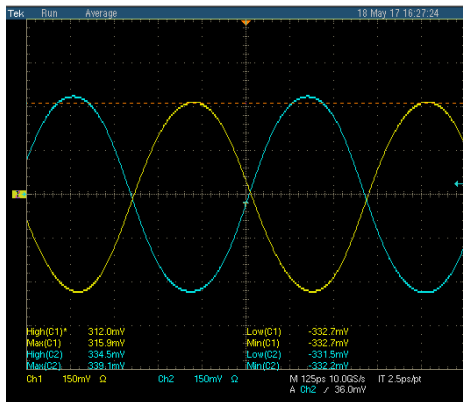 Tek Run Average 18 May 17 16:27:24
High(C1)* 312.0mV Low(C1) -332.7mV
Max(C1) 315.9mV Min(C1) -332.7mV
High(C2) 334.5mV Low(C2) -331.5mV
Max(C2) 339.1mV Min(C2) -332.2mV
Ch1 150mV Ω Ch2 150mV Ω M 125ps 10.0GS/s IT 2.5ps/pt
A Ch2 ∕ 36.0mV